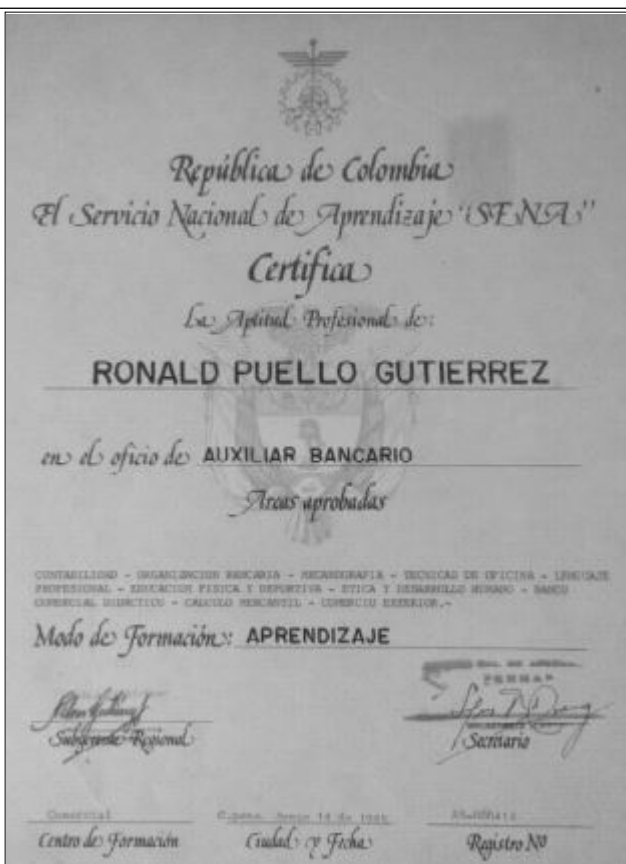 República de Colombia
El Servicio Nacional de Aprendizaje "SENA"
Certifica
La Aptitud Profesional de:
RONALD PUELLO GUTIERREZ
en el oficio de AUXILIAR BANCARIO
Areas aprobadas
CONTABILIDAD - ORGANIZACION BANCARIA - MECANOGRAFIA - TECNICAS DE OFICINA - LENGUAJE
PROFESIONAL - EDUCACION FISICA Y DEPORTIVA - ETICA Y DESARROLLO HUMANO - BANCO
COMERCIAL DIDACTICO - CALCULO MERCANTIL - COMERCIO EXTERIOR.-
Modo de Formación: APRENDIZAJE
Subgerente Regional
Secretario
Comercial
Centro de Formación
Ciudad y Fecha
Registro Nº